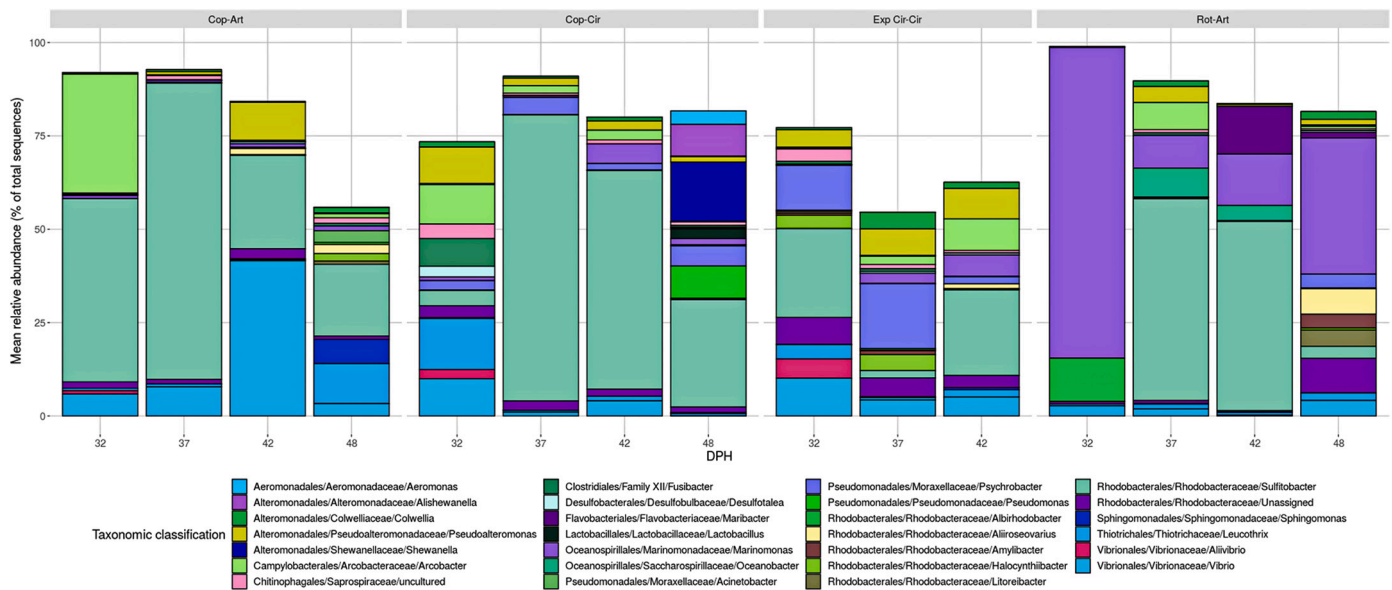 Cop-Art Cop-Cir Exp Cir-Cir Rot-Art
100
75
50
25
0
Mean relative abundance (% of total sequences)
32 37 42 48 32 37 42 48 32 37 42 32 37 42 48
DPH
Taxonomic classification
Aeromonadales/Aeromonadaceae/Aeromonas
Alteromonadales/Alteromonadaceae/Alishewanella
Alteromonadales/Colwelliaceae/Colwellia
Alteromonadales/Pseudoalteromonadaceae/Pseudoalteromonas
Alteromonadales/Shewanellaceae/Shewanella
Campylobacterales/Arcobacteraceae/Arcobacter
Chitinophagales/Saprospiraceae/uncultured
Clostridiales/Family XII/Fusibacter
Desulfobacterales/Desulfobulbaceae/Desulfotalea
Flavobacteriales/Flavobacteriaceae/Maribacter
Lactobacillales/Lactobacillaceae/Lactobacillus
Oceanospirillales/Marinomonadaceae/Marinomonas
Oceanospirillales/Saccharospirillaceae/Oceanobacter
Pseudomonadales/Moraxellaceae/Acinetobacter
Pseudomonadales/Moraxellaceae/Psychrobacter
Pseudomonadales/Pseudomonadaceae/Pseudomonas
Rhodobacterales/Rhodobacteraceae/Albirhodobacter
Rhodobacterales/Rhodobacteraceae/Aliiroseovarius
Rhodobacterales/Rhodobacteraceae/Amylibacter
Rhodobacterales/Rhodobacteraceae/Halocynthiibacter
Rhodobacterales/Rhodobacteraceae/Litoreibacter
Rhodobacterales/Rhodobacteraceae/Sulfitobacter
Rhodobacterales/Rhodobacteraceae/Unassigned
Sphingomonadales/Sphingomonadaceae/Sphingomonas
Thiotrichales/Thiotrichaceae/Leucothrix
Vibrionales/Vibrionaceae/Aliivibrio
Vibrionales/Vibrionaceae/Vibrio